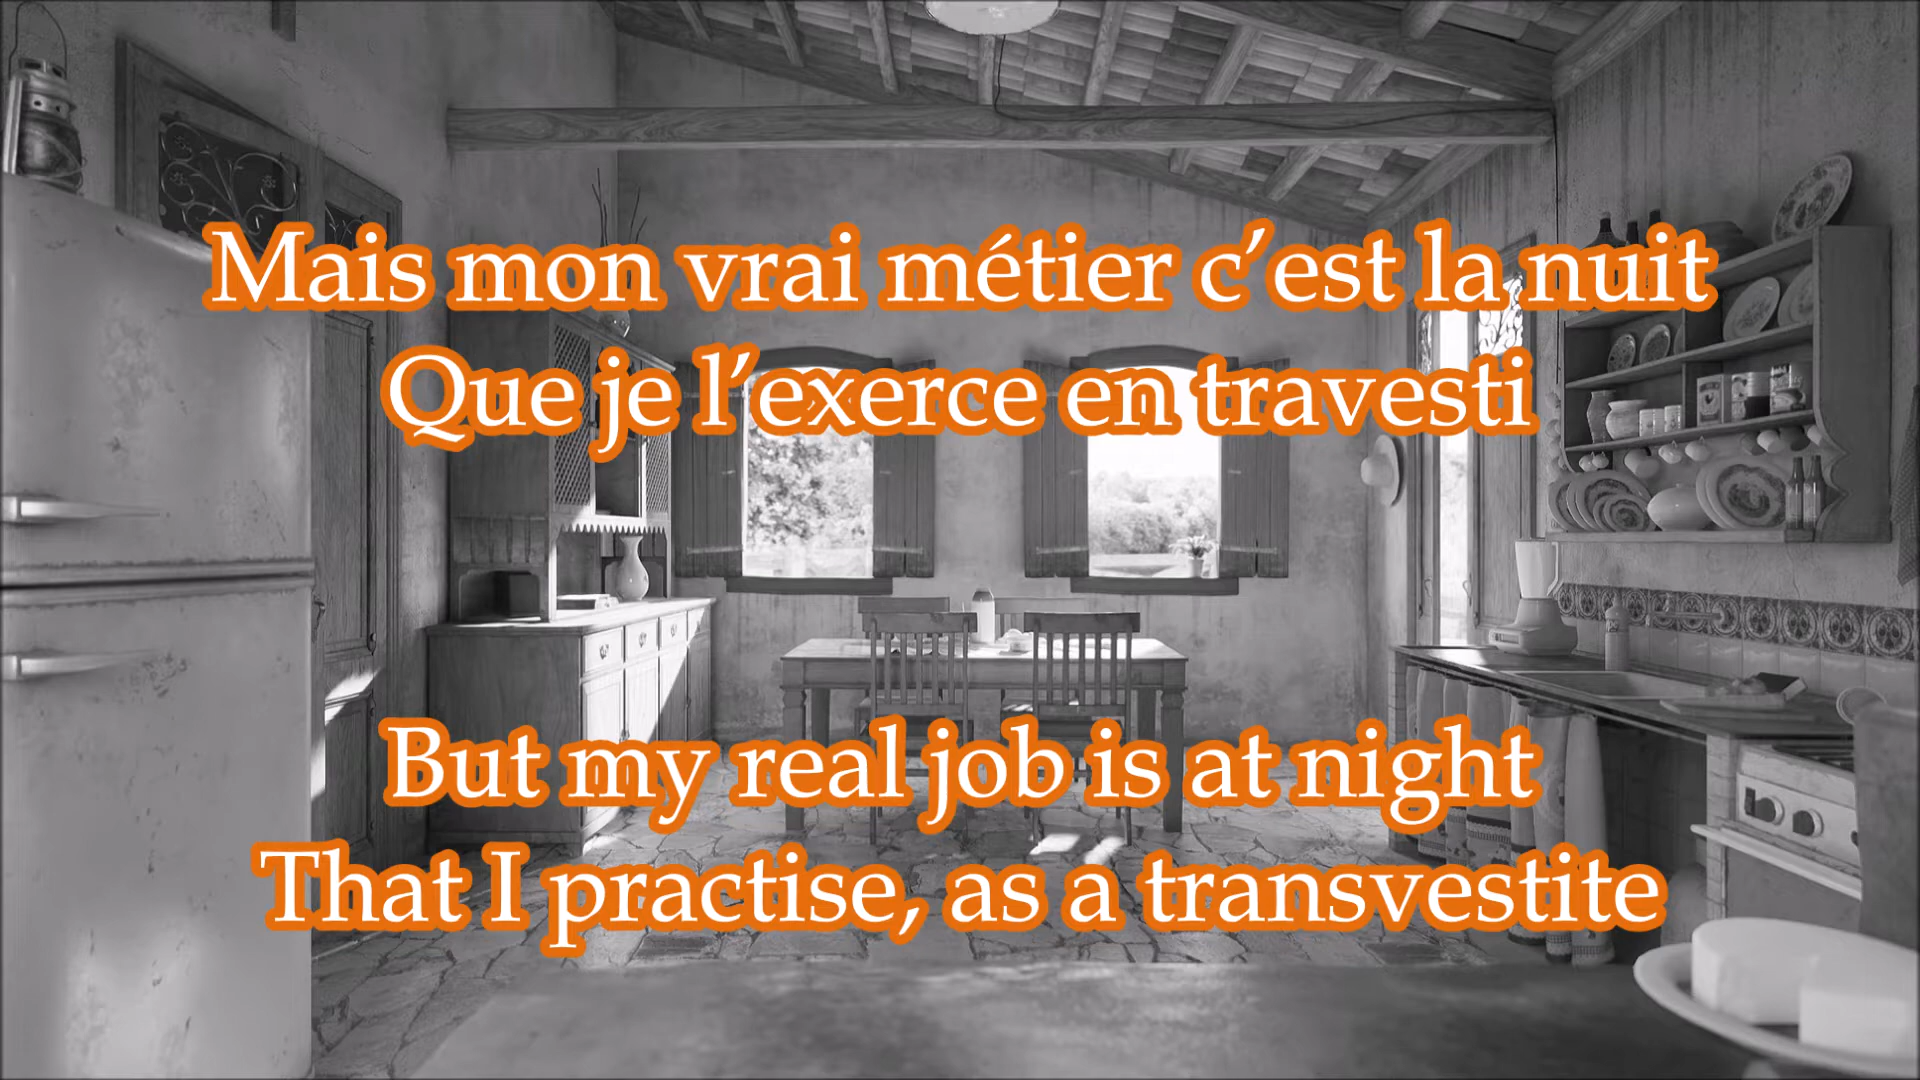 Mais mon vrai métier c’est la nuit
Que je l’exerce en travesti
But my real job is at night
That I practise, as a transvestite